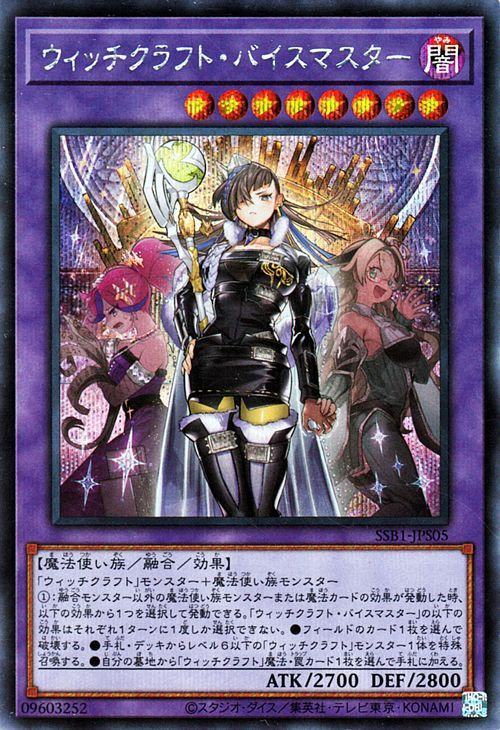 ウィッチクラフト・バイスマスター
闇
やみ
SSB1-JPS05
【魔法使い族／融合／効果】
「ウィッチクラフト」モンスター＋魔法使い族モンスター
①：融合モンスター以外の魔法使い族モンスターまたは魔法カードの効果が発動した時、
以下の効果から1つを選択して発動できる。「ウィッチクラフト・バイスマスター」の以下の
効果はそれぞれ1ターンに1度しか選択できない。●フィールドのカード1枚を選んで
破壊する。●手札・デッキからレベル6以下の「ウィッチクラフト」モンスター1体を特殊
召喚する。●自分の墓地から「ウィッチクラフト」魔法・罠カード1枚を選んで手札に加える。
ATK/2700 DEF/2800
09603252
©スタジオ・ダイス／集英社・テレビ東京・KONAMI